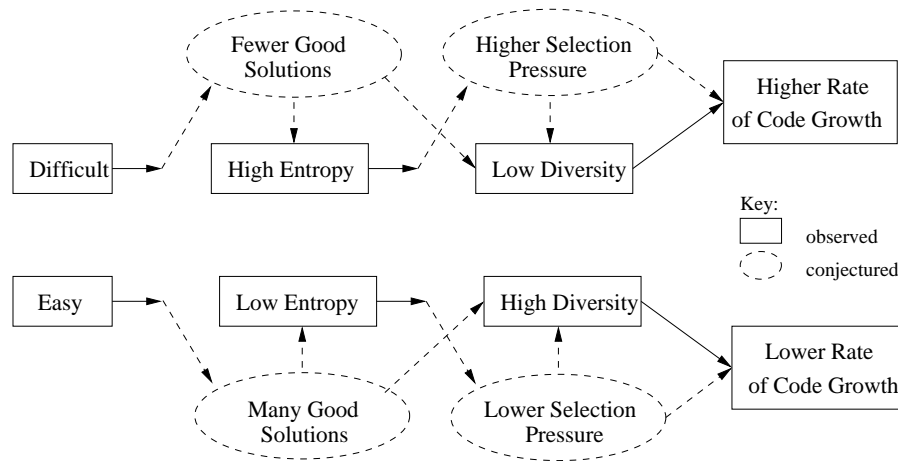 Fewer Good
Solutions
Higher Selection
Pressure
Higher Rate
of Code Growth
Difficult
High Entropy
Low Diversity
Key:
observed
conjectured
Easy
Low Entropy
High Diversity
Lower Rate
of Code Growth
Many Good
Solutions
Lower Selection
Pressure